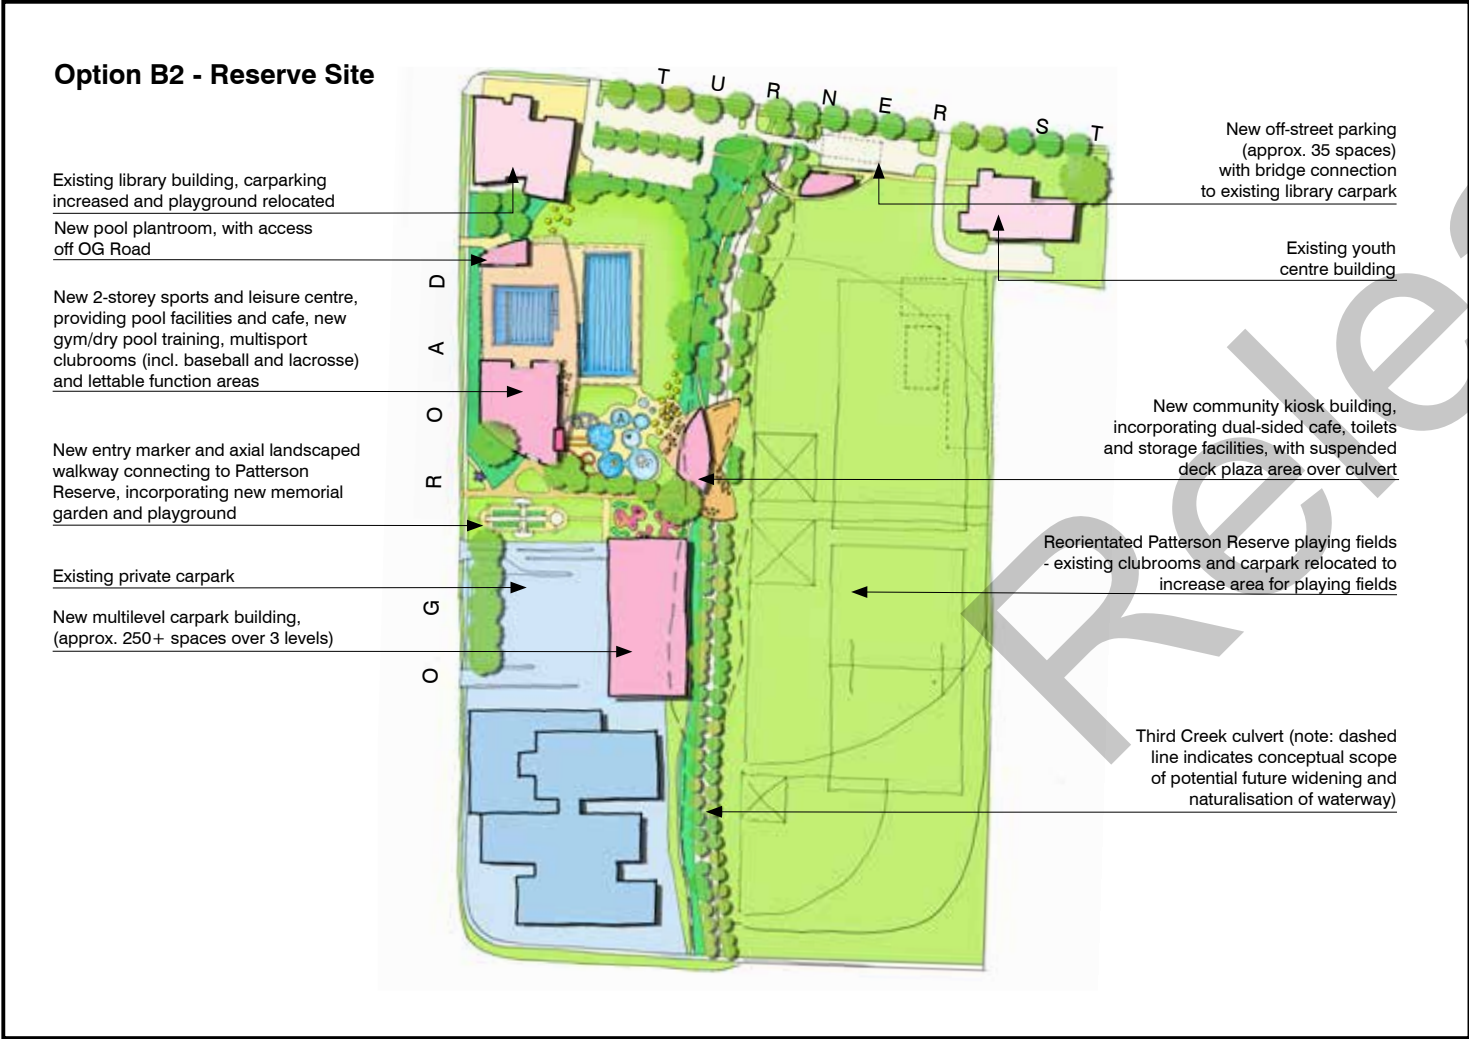 Option B2 - Reserve Site
TURNER ST
Existing library building, carparking
increased and playground relocated
New pool plantroom, with access
off OG Road
New 2-storey sports and leisure centre,
providing pool facilities and cafe, new
gym/dry pool training, multisport
clubrooms (incl. baseball and lacrosse)
and lettable function areas
New entry marker and axial landscaped
walkway connecting to Patterson
Reserve, incorporating new memorial
garden and playground
Existing private carpark
New multilevel carpark building,
(approx. 250+ spaces over 3 levels)
OG ROAD
New off-street parking
(approx. 35 spaces)
with bridge connection
to existing library carpark
Existing youth
centre building
New community kiosk building,
incorporating dual-sided cafe, toilets
and storage facilities, with suspended
deck plaza area over culvert
Reorientated Patterson Reserve playing fields
- existing clubrooms and carpark relocated to
increase area for playing fields
Third Creek culvert (note: dashed
line indicates conceptual scope
of potential future widening and
naturalisation of waterway)
Rele